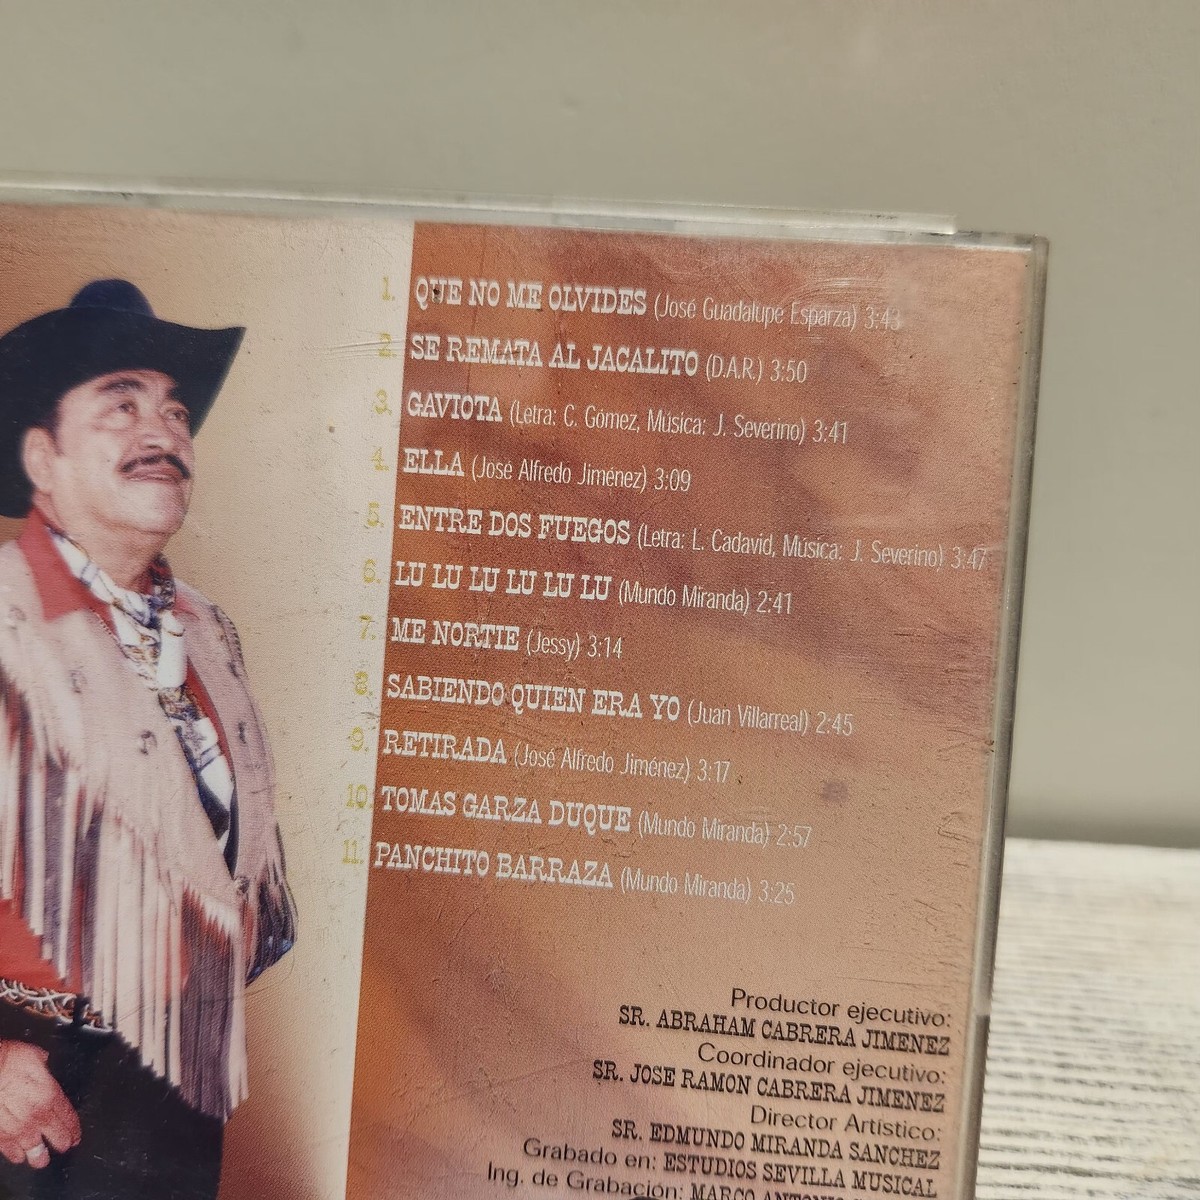 1. QUE NO ME OLVIDES (José Guadalupe Esparza) 3:43
2. SE REMATA AL JACALITO (D.A.R.) 3:50
3. GAVIOTA (Letra: C. Gómez, Música: J. Severino) 3:41
4. ELLA (José Alfredo Jiménez) 3:09
5. ENTRE DOS FUEGOS (Letra: L. Cadavid, Música: J. Severino) 3:47
6. LU LU LU LU LU LU (Mundo Miranda) 2:41
7. ME NORTIE (Jessy) 3:14
8. SABIENDO QUIEN ERA YO (Juan Villarreal) 2:45
9. RETIRADA (José Alfredo Jiménez) 3:17
10. TOMAS GARZA DUQUE (Mundo Miranda) 2:57
11. PANCHITO BARRAZA (Mundo Miranda) 3:25
Productor ejecutivo:
SR. ABRAHAM CABRERA JIMENEZ
Coordinador ejecutivo:
SR. JOSE RAMON CABRERA JIMENEZ
Director Artístico:
SR. EDMUNDO MIRANDA SANCHEZ
Grabado en: ESTUDIOS SEVILLA MUSICAL
Ing. de Grabación: MARCO ANTONIO